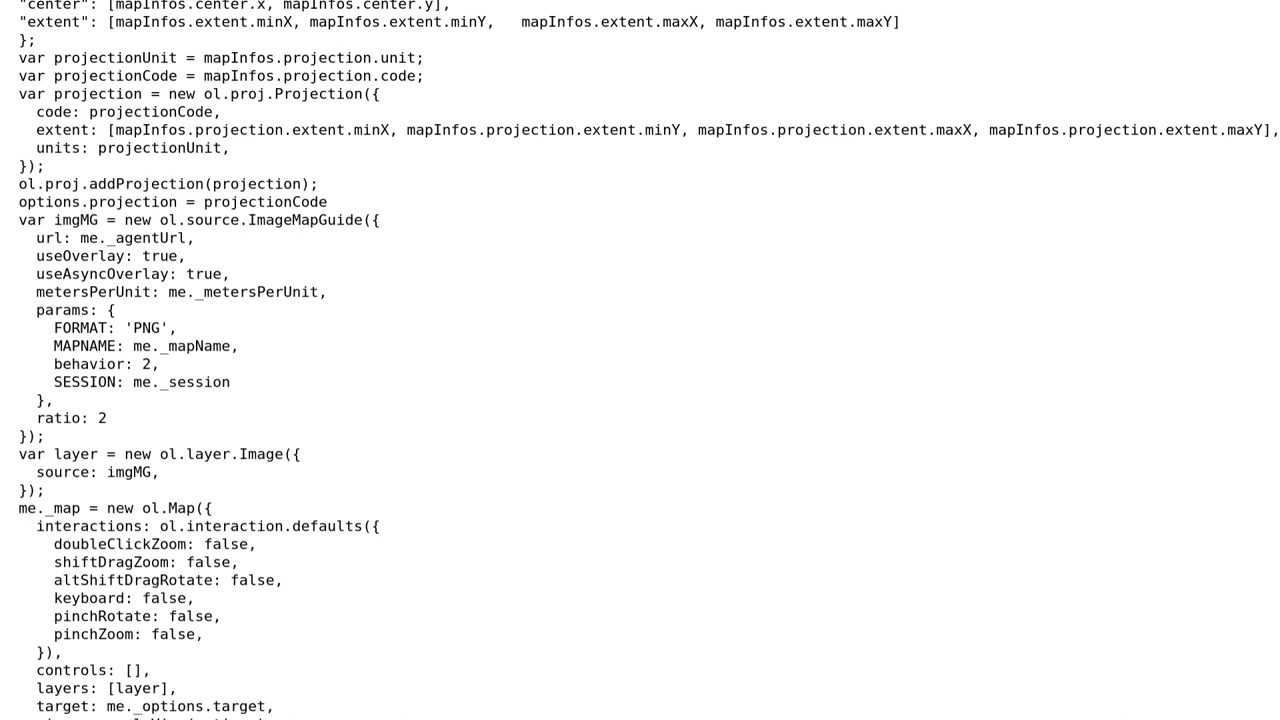 "center": [mapInfos.center.x, mapInfos.center.y],
"extent": [mapInfos.extent.minX, mapInfos.extent.minY,   mapInfos.extent.maxX, mapInfos.extent.maxY]
};
var projectionUnit = mapInfos.projection.unit;
var projectionCode = mapInfos.projection.code;
var projection = new ol.proj.Projection({
  code: projectionCode,
  extent: [mapInfos.projection.extent.minX, mapInfos.projection.extent.minY, mapInfos.projection.extent.maxX, mapInfos.projection.extent.maxY],
  units: projectionUnit,
});
ol.proj.addProjection(projection);
options.projection = projectionCode
var imgMG = new ol.source.ImageMapGuide({
  url: me._agentUrl,
  useOverlay: true,
  useAsyncOverlay: true,
  metersPerUnit: me._metersPerUnit,
  params: {
    FORMAT: 'PNG',
    MAPNAME: me._mapName,
    behavior: 2,
    SESSION: me._session
  },
  ratio: 2
});
var layer = new ol.layer.Image({
  source: imgMG,
});
me._map = new ol.Map({
  interactions: ol.interaction.defaults({
    doubleClickZoom: false,
    shiftDragZoom: false,
    altShiftDragRotate: false,
    keyboard: false,
    pinchRotate: false,
    pinchZoom: false,
  }),
  controls: [],
  layers: [layer],
  target: me._options.target,